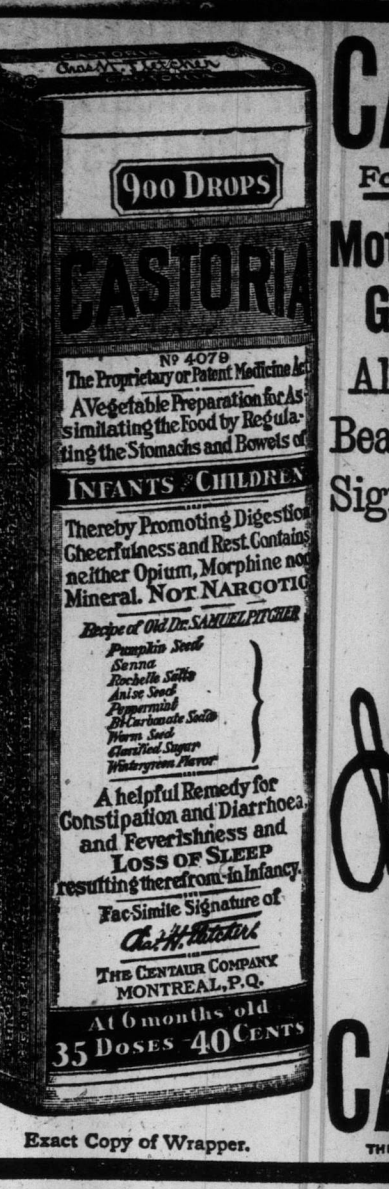 CASTORIA
Chas. H. Fletcher
900 DROPS
CASTORIA
Nº 4079
The Proprietary or Patent Medicine Act
A Vegetable Preparation for As-
similating the Food by Regula-
ting the Stomachs and Bowels of
INFANTS CHILDREN
Thereby Promoting Digestion
Cheerfulness and Rest. Contains
neither Opium, Morphine nor
Mineral. NOT NARCOTIC
Recipe of Old Dr. SAMUEL PITCHER
Pumpkin Seed
Senna
Rochelle Salts
Anise Seed
Peppermint
Bi-Carbonate Soda
Worm Seed
Clarified Sugar
Wintergreen Flavor
A helpful Remedy for
Constipation and Diarrhoea,
and Feverishness and
LOSS OF SLEEP
resulting therefrom-in Infancy.
Fac-Simile Signature of
Chas. H. Fletcher.
THE CENTAUR COMPANY
MONTREAL, P.Q.
At 6 months old
35 DOSES - 40 CENTS
Exact Copy of Wrapper.
CA
Fo
Mot
G
Al
Bea
Sig
CA
TH